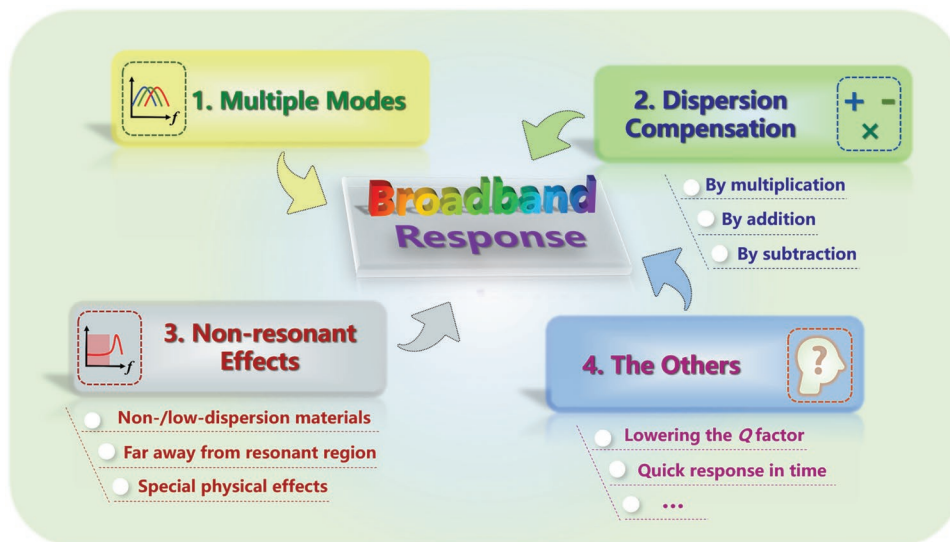 1. Multiple Modes
f
2. Dispersion
Compensation
+ -
×
By multiplication
By addition
By subtraction
Broadband
Response
3. Non-resonant
Effects
f
Non-/low-dispersion materials
Far away from resonant region
Special physical effects
4. The Others
?
Lowering the Q factor
Quick response in time
...